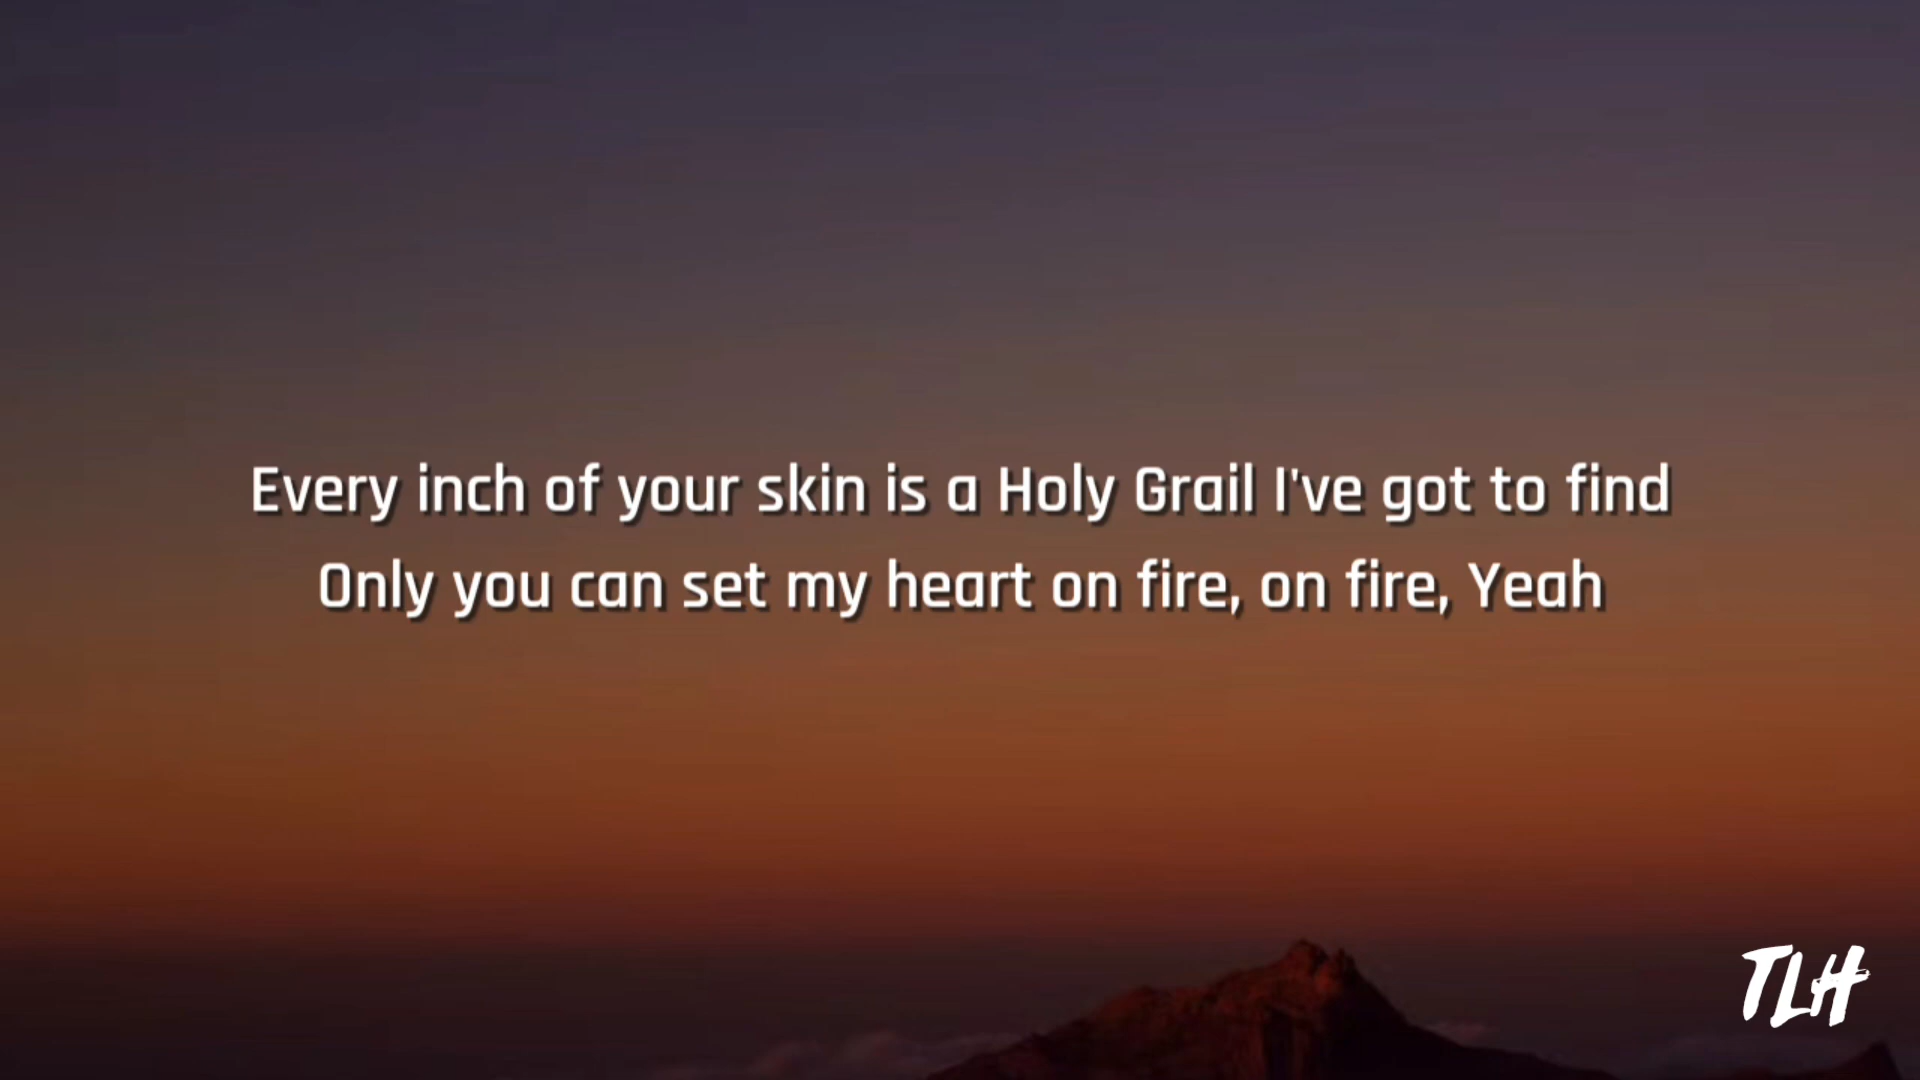 Every inch of your skin is a Holy Grail I've got to find
Only you can set my heart on fire, on fire, Yeah
TLH